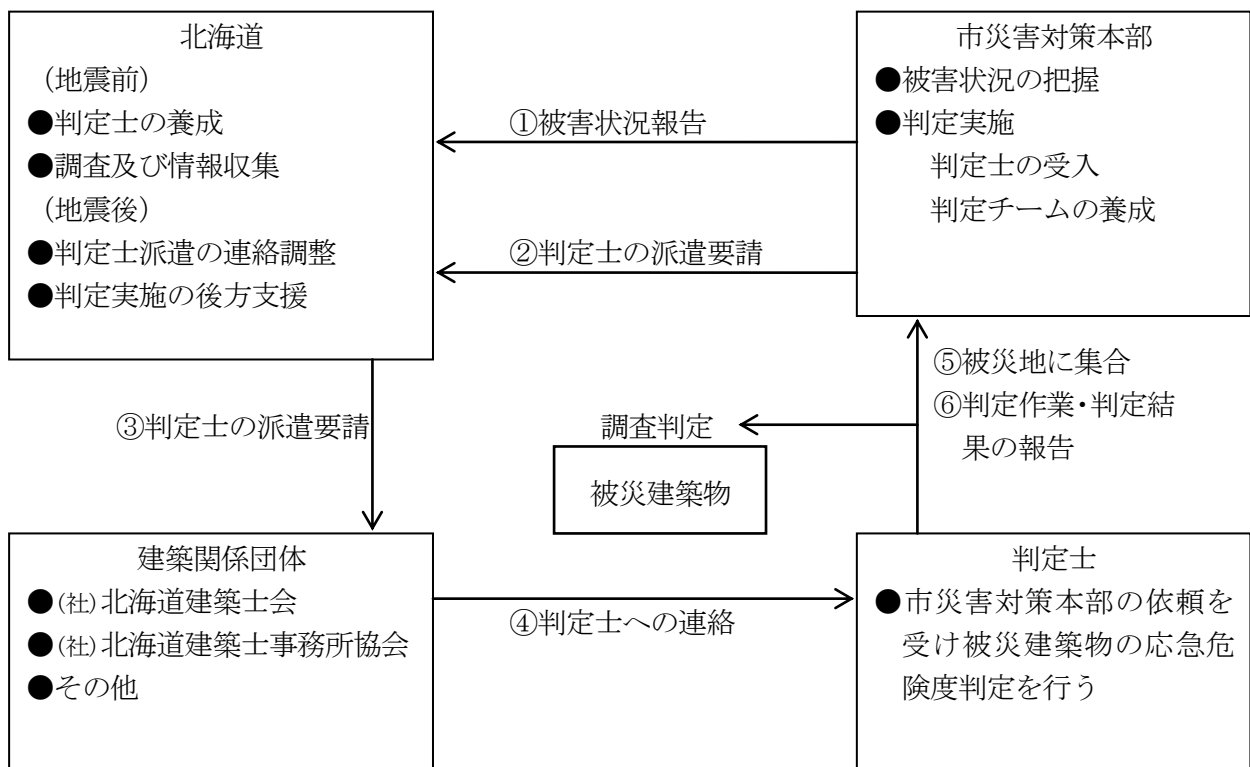 北海道
(地震前)
●判定士の養成
●調査及び情報収集
(地震後)
●判定士派遣の連絡調整
●判定実施の後方支援
①被害状況報告
②判定士の派遣要請
市災害対策本部
●被害状況の把握
●判定実施
判定士の受入
判定チームの養成
③判定士の派遣要請
調査判定
被災建築物
⑤被災地に集合
⑥判定作業・判定結
果の報告
建築関係団体
●(社)北海道建築士会
●(社)北海道建築士事務所協会
●その他
④判定士への連絡
判定士
●市災害対策本部の依頼を
受け被災建築物の応急危
険度判定を行う